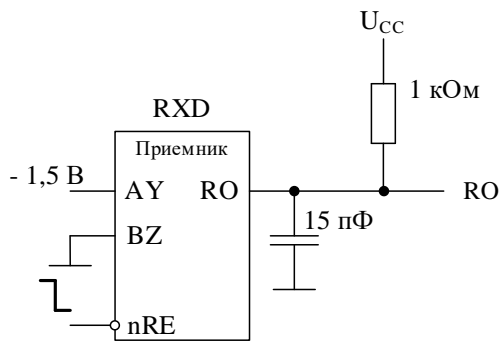 U_CC
1 кОм
RXD
Приемник
- 1,5 В
AY RO
RO
BZ
15 пФ
nRE